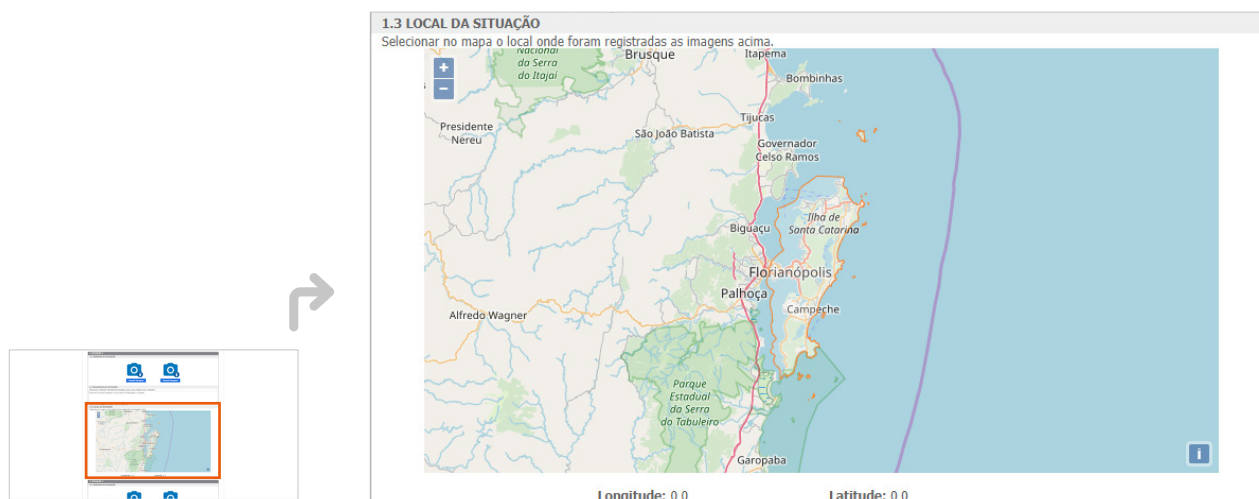 1.3 LOCAL DA SITUAÇÃO
Selecionar no mapa o local onde foram registradas as imagens acima.
+
−
Nacional
da Serra
do Itajaí
Brusque
Itapema
Bombinhas
Presidente
Nereu
São João Batista
Tijucas
Governador
Celso Ramos
Ilha de
Santa Catarina
Biguaçu
Florianópolis
Palhoça
Campeche
Alfredo Wagner
Parque
Estadual
da Serra
do Tabuleiro
Garopaba
i
Longitude: 0.0 Latitude: 0.0